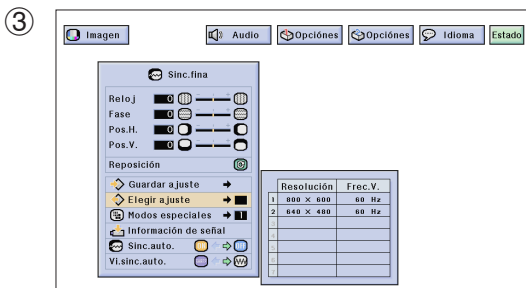 3
Imagen Audio Opciónes Opciónes Idioma Estado
Sinc.fina
Reloj 0
Fase 0
Pos.H. 0
Pos.V. 0
Reposición
Guardar ajuste
Elegir ajuste
Modos especiales 1
Información de señal
Sinc.auto.
Vi.sinc.auto.
Resolución Frec.V.
1 800 × 600 60 Hz
2 640 × 480 60 Hz
3
4
5
6
7